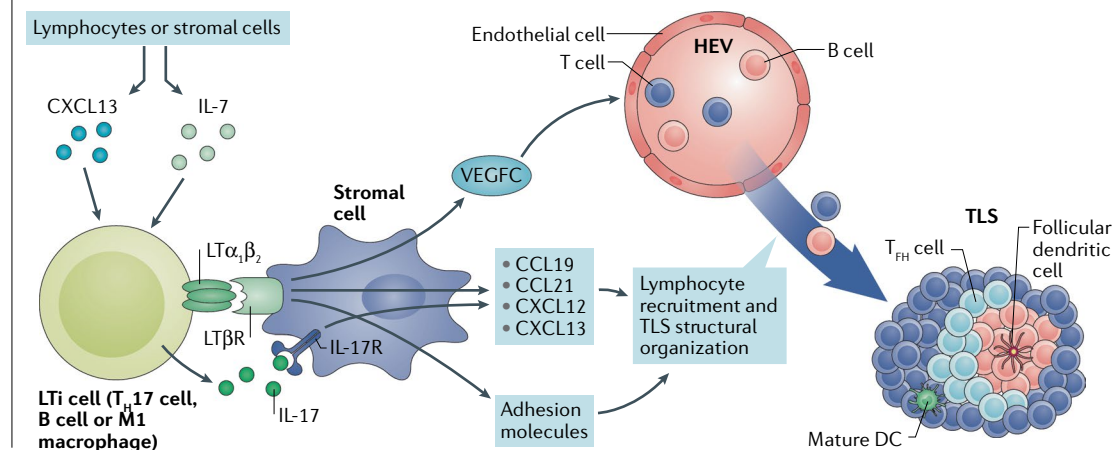 Lymphocytes or stromal cells
CXCL13
IL-7
LTα₁β₂
LTβR
LTi cell (T_H17 cell,
B cell or M1
macrophage)
IL-17
IL-17R
Stromal
cell
VEGFC
• CCL19
• CCL21
• CXCL12
• CXCL13
Adhesion
molecules
Endothelial cell
T cell
HEV
B cell
Lymphocyte
recruitment and
TLS structural
organization
TLS
T_FH cell
Follicular
dendritic
cell
Mature DC